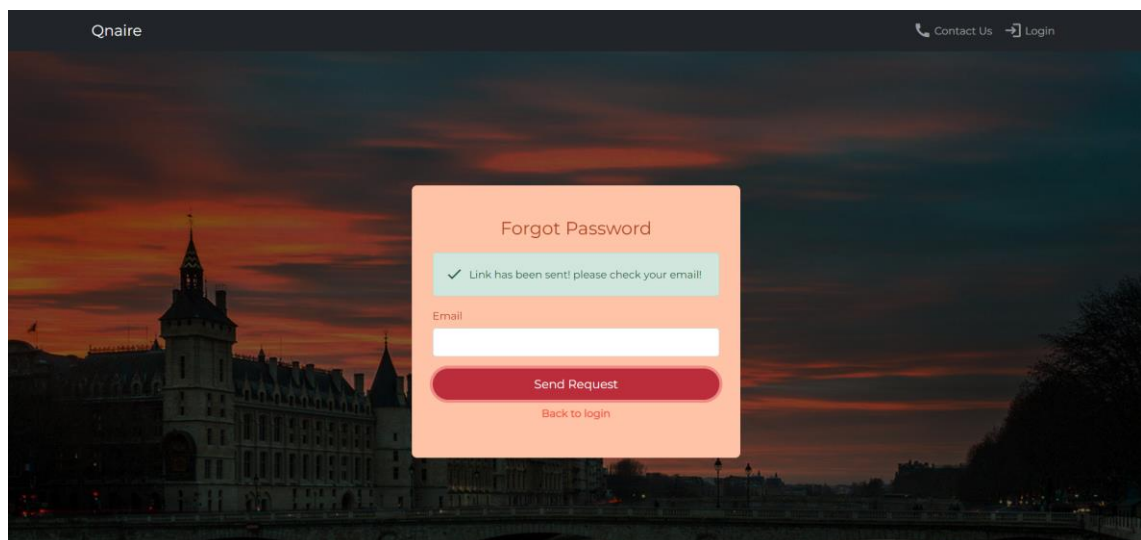 Qnaire
Contact Us
Login
Forgot Password
Link has been sent! please check your email!
Email
Send Request
Back to login